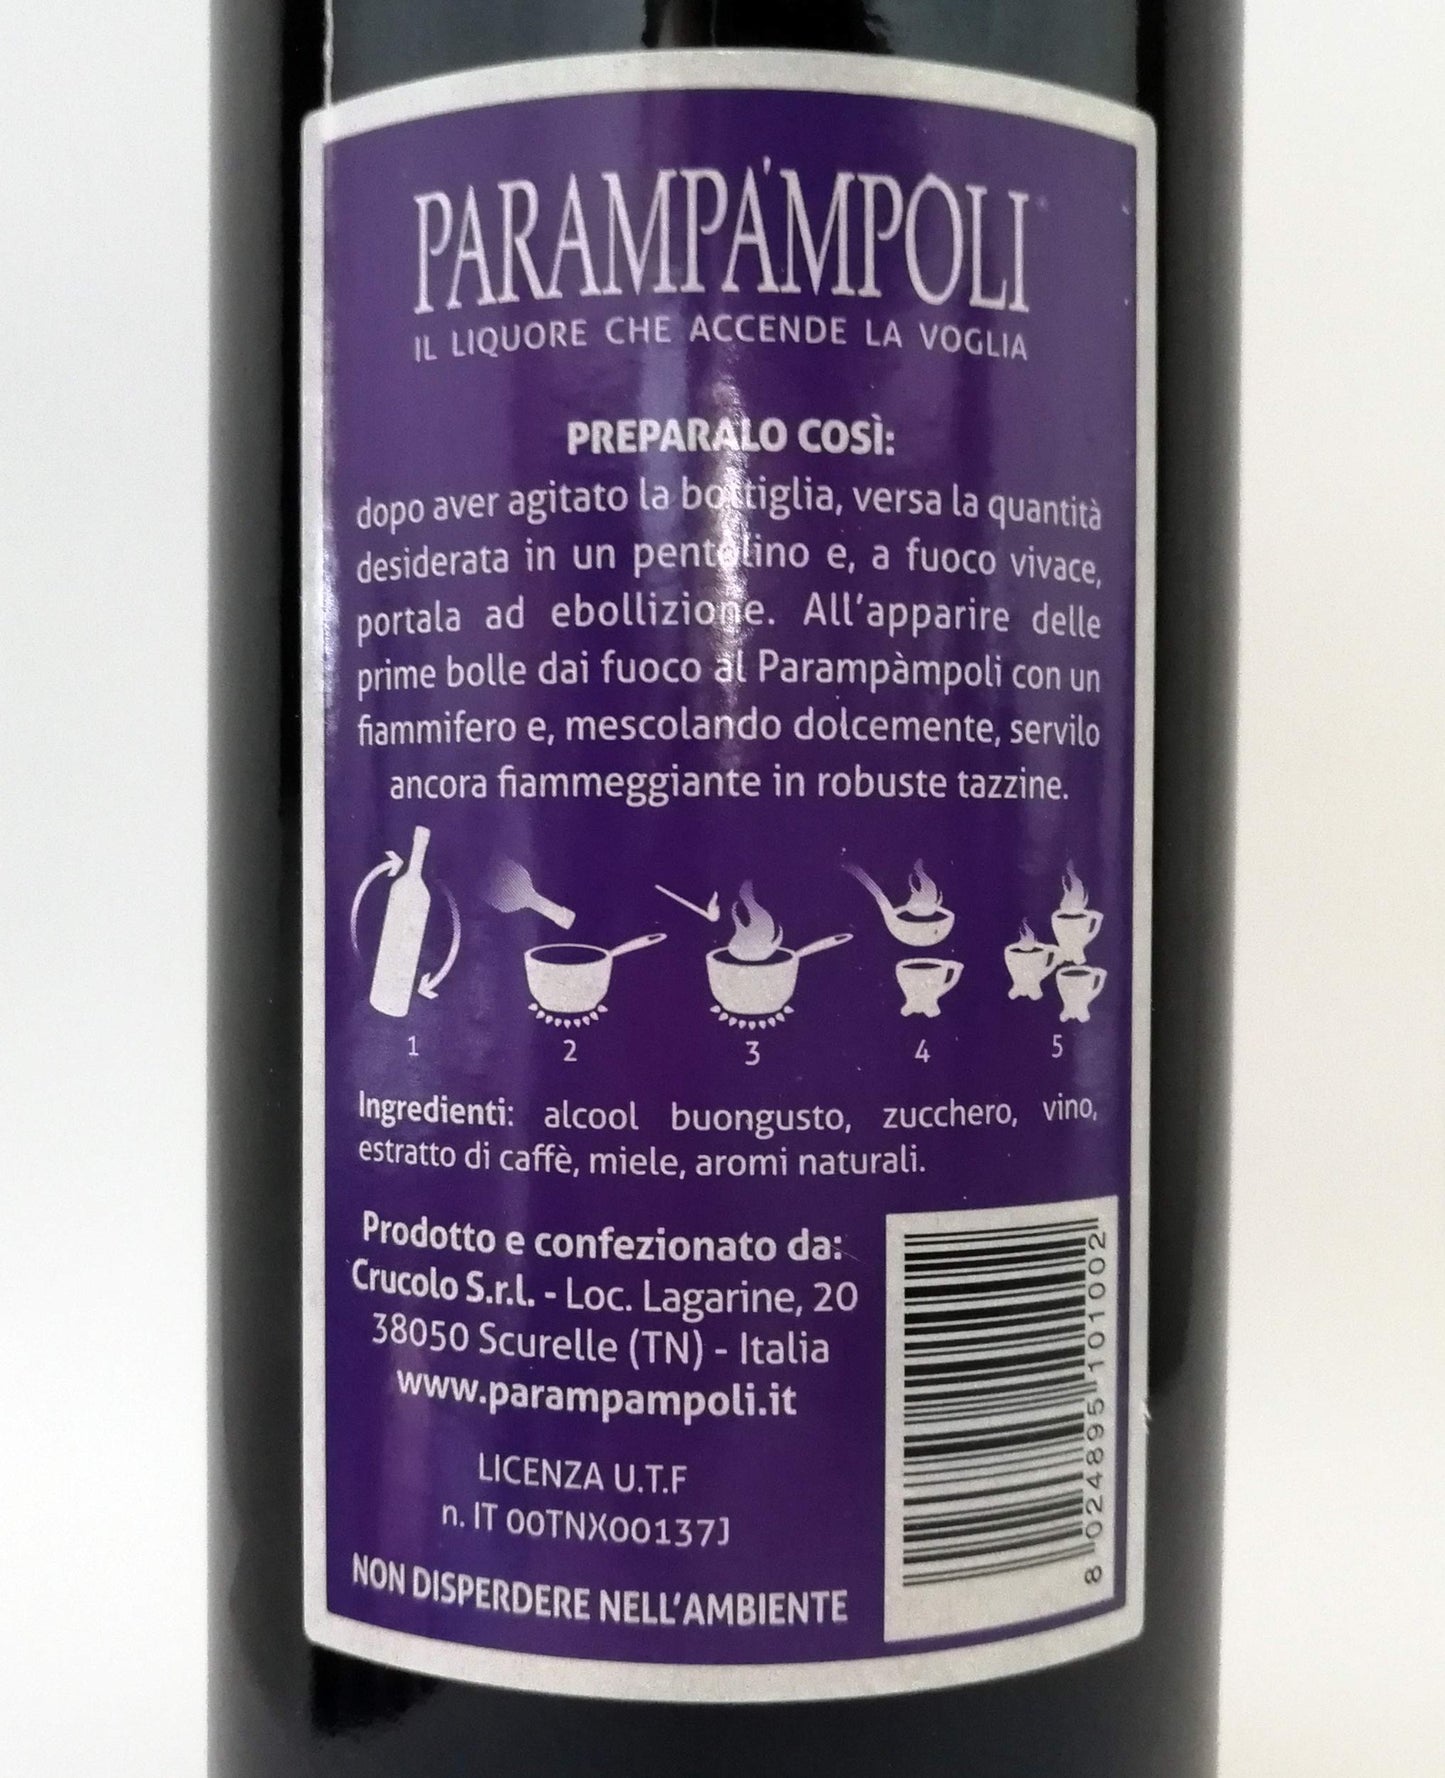 PARAMPÀMPOLI
IL LIQUORE CHE ACCENDE LA VOGLIA
PREPARALO COSÌ:
dopo aver agitato la bottiglia, versa la quantità
desiderata in un pentolino e, a fuoco vivace,
portala ad ebollizione. All'apparire delle
prime bolle dai fuoco al Parampàmpoli con un
fiammifero e, mescolando dolcemente, servilo
ancora fiammeggiante in robuste tazzine.
1 2 3 4 5
Ingredienti: alcool buongusto, zucchero, vino,
estratto di caffè, miele, aromi naturali.
Prodotto e confezionato da:
Crucolo S.r.l. - Loc. Lagarine, 20
38050 Scurelle (TN) - Italia
www.parampampoli.it
LICENZA U.T.F
n. IT 00TNX00137J
NON DISPERDERE NELL'AMBIENTE
8 024895 101002